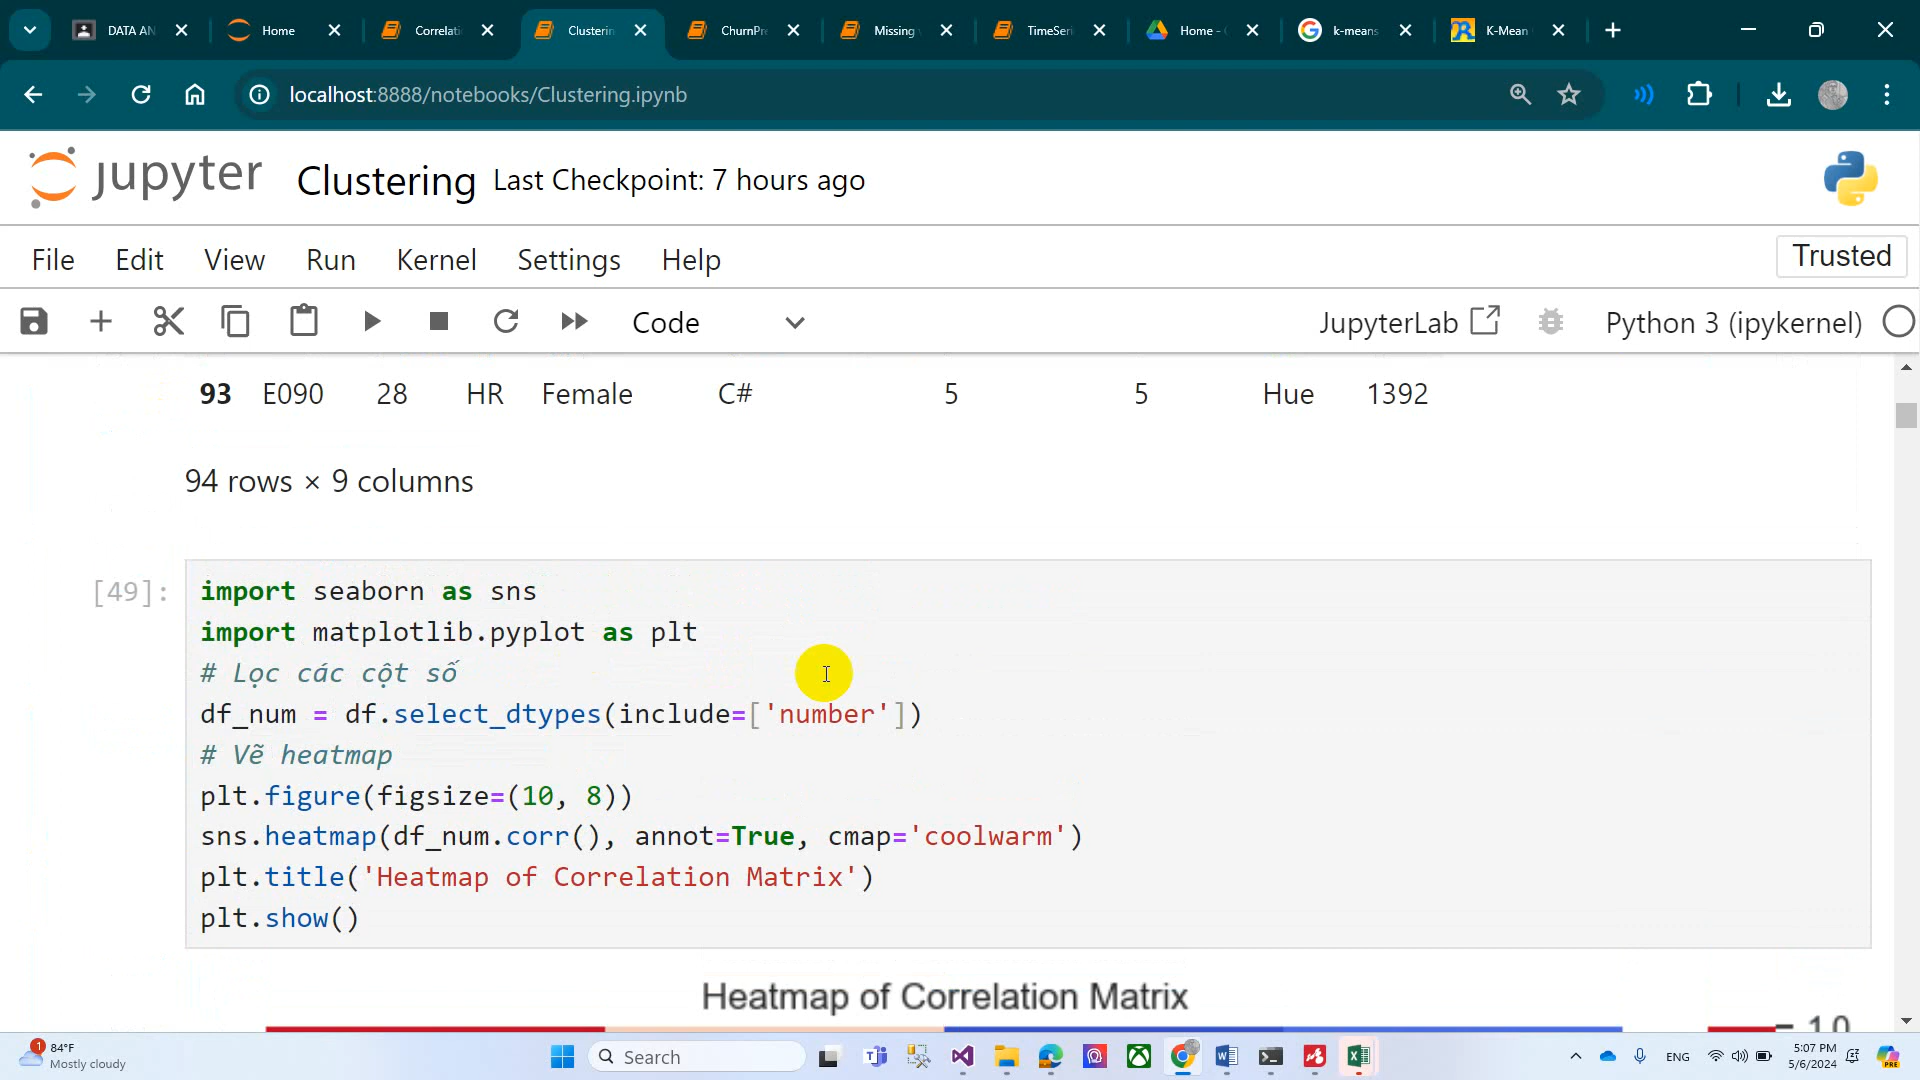 DATA AN
Home
Correlati
Clusterin
ChurnPre
Missing
TimeSeri
Home -
k-means
K-Mean
localhost:8888/notebooks/Clustering.ipynb
jupyter Clustering Last Checkpoint: 7 hours ago
File Edit View Run Kernel Settings Help Trusted
Code JupyterLab Python 3 (ipykernel)
93 E090 28 HR Female C# 5 5 Hue 1392
94 rows × 9 columns
[49]: import seaborn as sns
import matplotlib.pyplot as plt
# Lọc các cột số
df_num = df.select_dtypes(include=['number'])
# Vẽ heatmap
plt.figure(figsize=(10, 8))
sns.heatmap(df_num.corr(), annot=True, cmap='coolwarm')
plt.title('Heatmap of Correlation Matrix')
plt.show()
Heatmap of Correlation Matrix
1.0
1
84°F
Mostly cloudy
Search
ENG
5:07 PM
5/6/2024